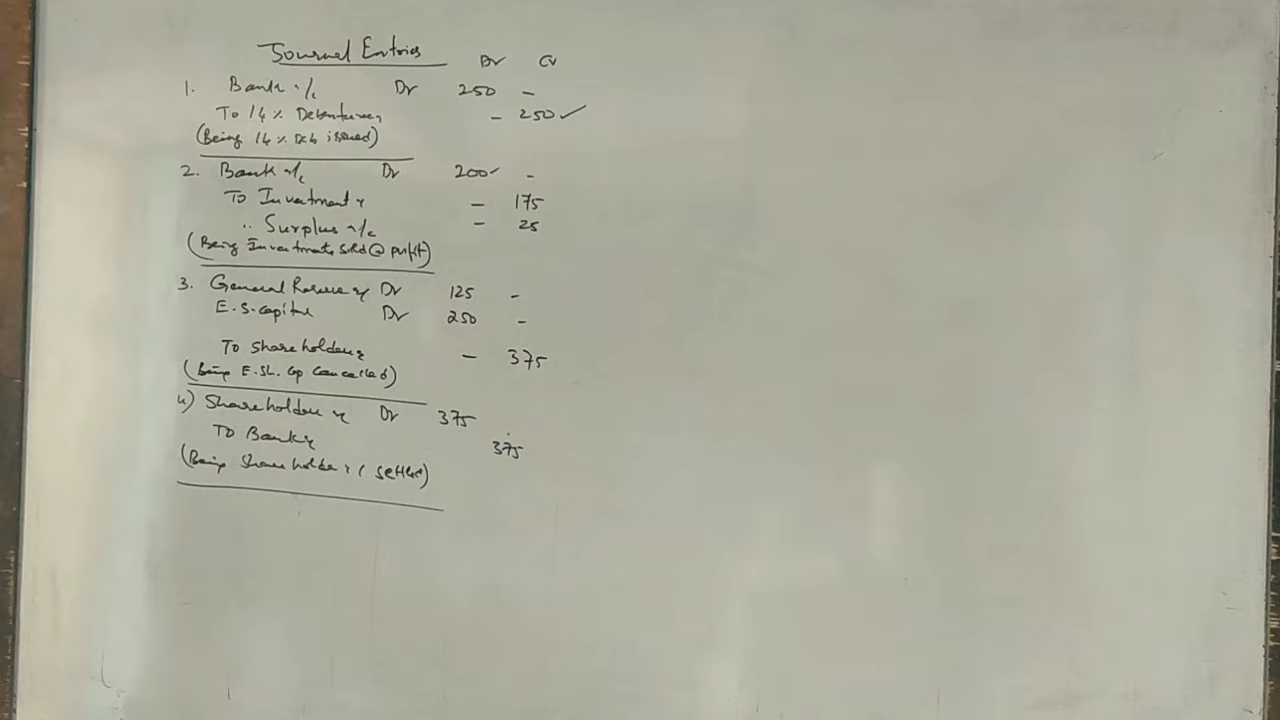 Journal Entries Dr Cr
1. Bank a/c Dr 250 -
To 14% Debentures - 250 ✓
(Being 14% Deb issued)
2. Bank a/c Dr 200 -
To Investment - 175
" Surplus a/c - 25
(Being Investments sold @ profit)
3. General Reserve Dr 125 -
E.S. capital Dr 250 -
To Shareholders - 375
(Being E.Sh. Cap Cancelled)
4) Shareholders Dr 375
To Bank 375
(Being Shareholders settled)